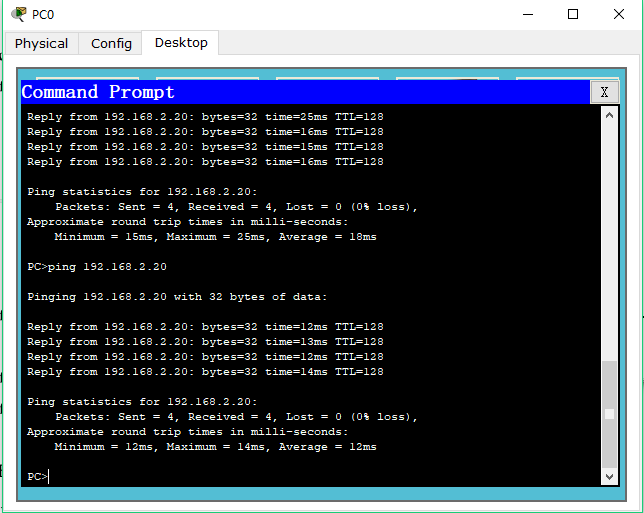 PC0
Physical Config Desktop
Command Prompt X
Reply from 192.168.2.20: bytes=32 time=25ms TTL=128
Reply from 192.168.2.20: bytes=32 time=16ms TTL=128
Reply from 192.168.2.20: bytes=32 time=15ms TTL=128
Reply from 192.168.2.20: bytes=32 time=16ms TTL=128
Ping statistics for 192.168.2.20:
Packets: Sent = 4, Received = 4, Lost = 0 (0% loss),
Approximate round trip times in milli-seconds:
Minimum = 15ms, Maximum = 25ms, Average = 18ms
PC>ping 192.168.2.20
Pinging 192.168.2.20 with 32 bytes of data:
Reply from 192.168.2.20: bytes=32 time=12ms TTL=128
Reply from 192.168.2.20: bytes=32 time=13ms TTL=128
Reply from 192.168.2.20: bytes=32 time=12ms TTL=128
Reply from 192.168.2.20: bytes=32 time=14ms TTL=128
Ping statistics for 192.168.2.20:
Packets: Sent = 4, Received = 4, Lost = 0 (0% loss),
Approximate round trip times in milli-seconds:
Minimum = 12ms, Maximum = 14ms, Average = 12ms
PC>